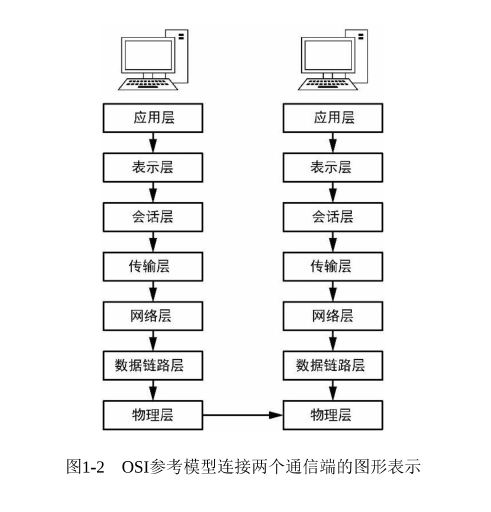 应用层 应用层
表示层 表示层
会话层 会话层
传输层 传输层
网络层 网络层
数据链路层 数据链路层
物理层 物理层
图1-2 OSI参考模型连接两个通信端的图形表示